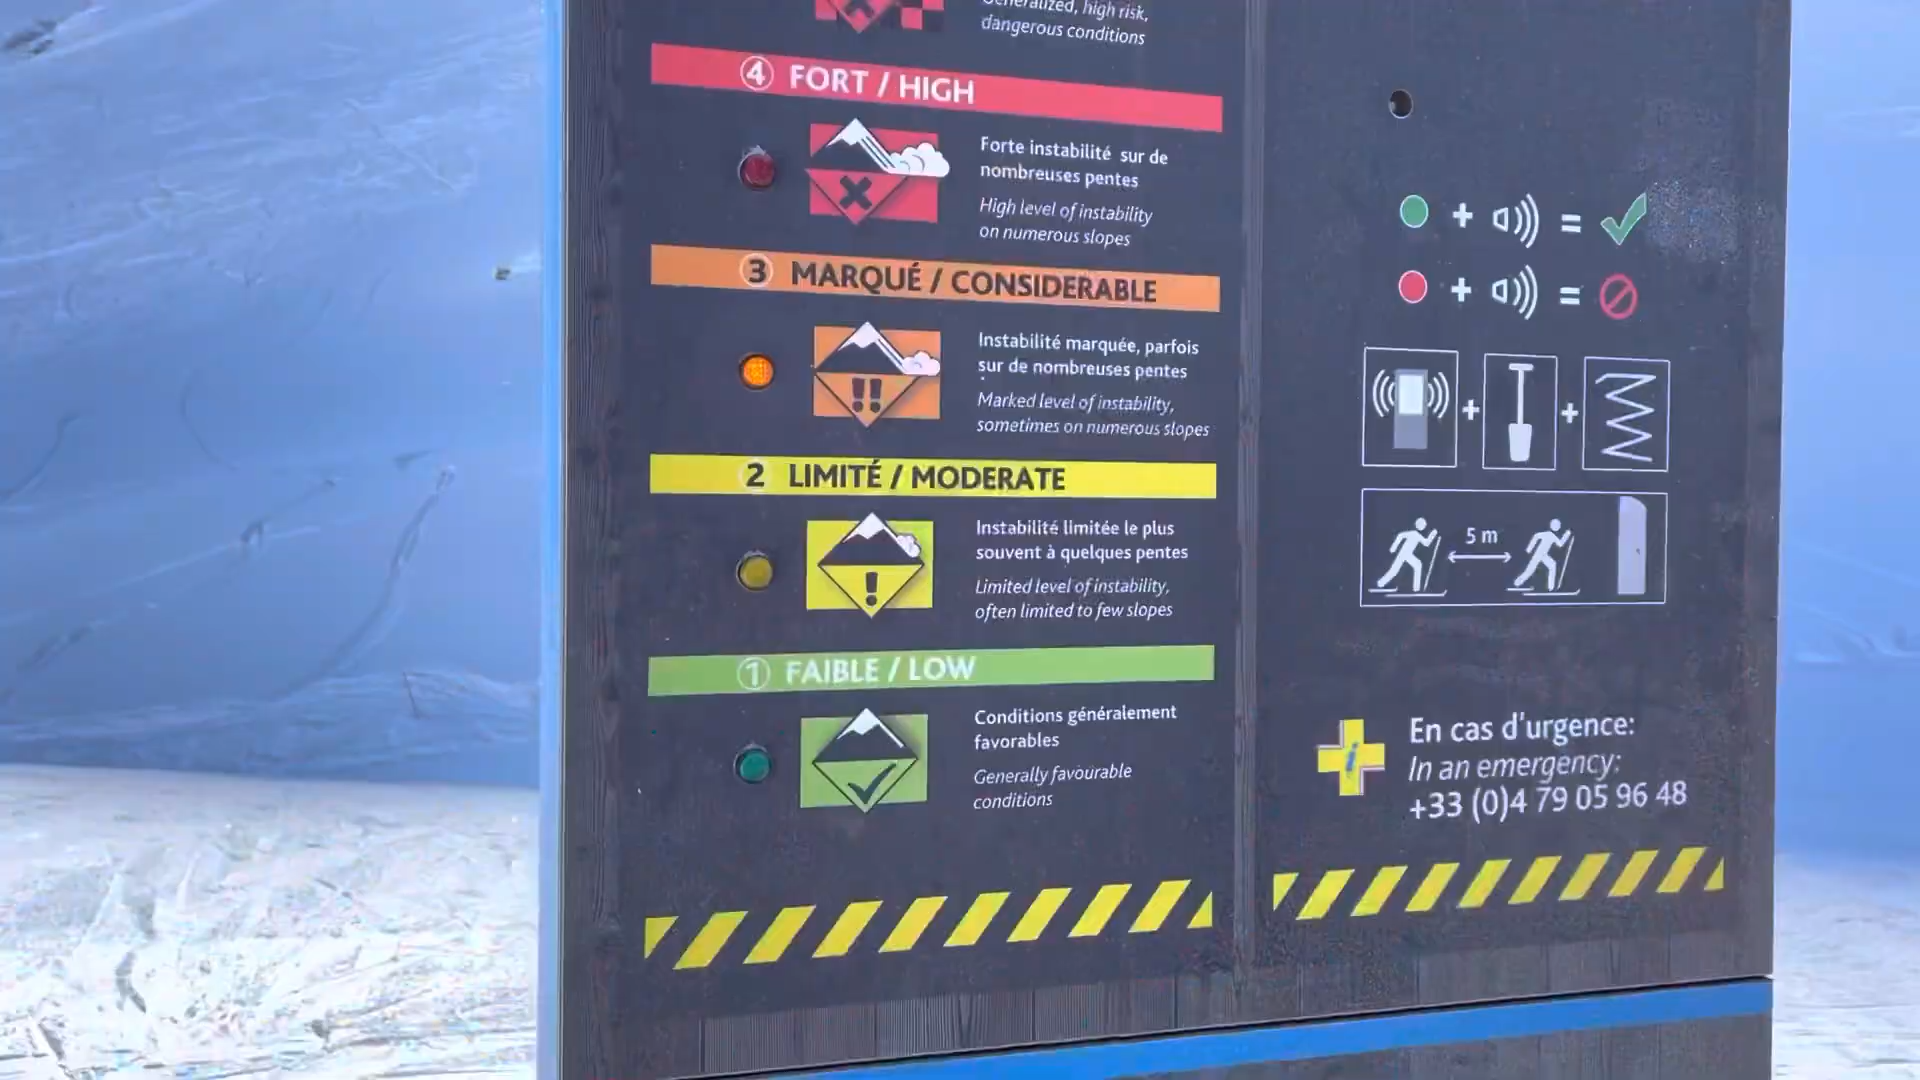 Generalized, high risk,
dangerous conditions
4 FORT / HIGH
Forte instabilité sur de
nombreuses pentes
High level of instability
on numerous slopes
3 MARQUÉ / CONSIDERABLE
Instabilité marquée, parfois
sur de nombreuses pentes
Marked level of instability,
sometimes on numerous slopes
2 LIMITÉ / MODERATE
Instabilité limitée le plus
souvent à quelques pentes
Limited level of instability,
often limited to few slopes
1 FAIBLE / LOW
Conditions généralement
favorables
Generally favourable
conditions
5 m
En cas d'urgence:
In an emergency:
+33 (0)4 79 05 96 48